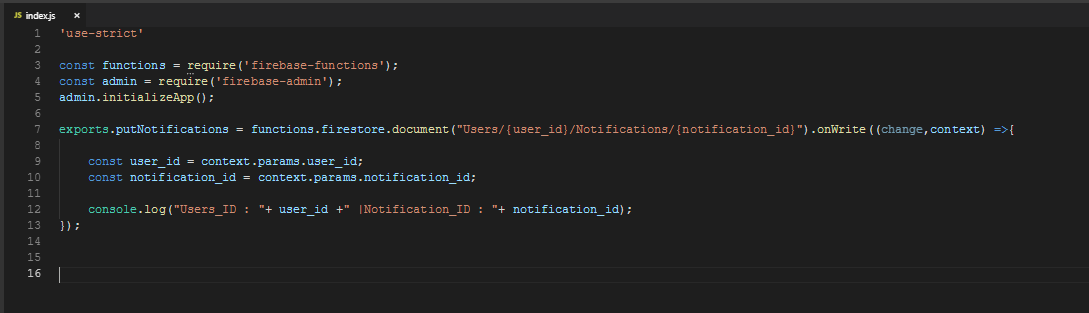 JS index.js ×
1 'use-strict'
2
3 const functions = require('firebase-functions');
4 const admin = require('firebase-admin');
5 admin.initializeApp();
6
7 exports.putNotifications = functions.firestore.document("Users/{user_id}/Notifications/{notification_id}").onWrite((change,context) =>{
8
9     const user_id = context.params.user_id;
10     const notification_id = context.params.notification_id;
11
12     console.log("Users_ID : "+ user_id +" |Notification_ID : "+ notification_id);
13 });
14
15
16